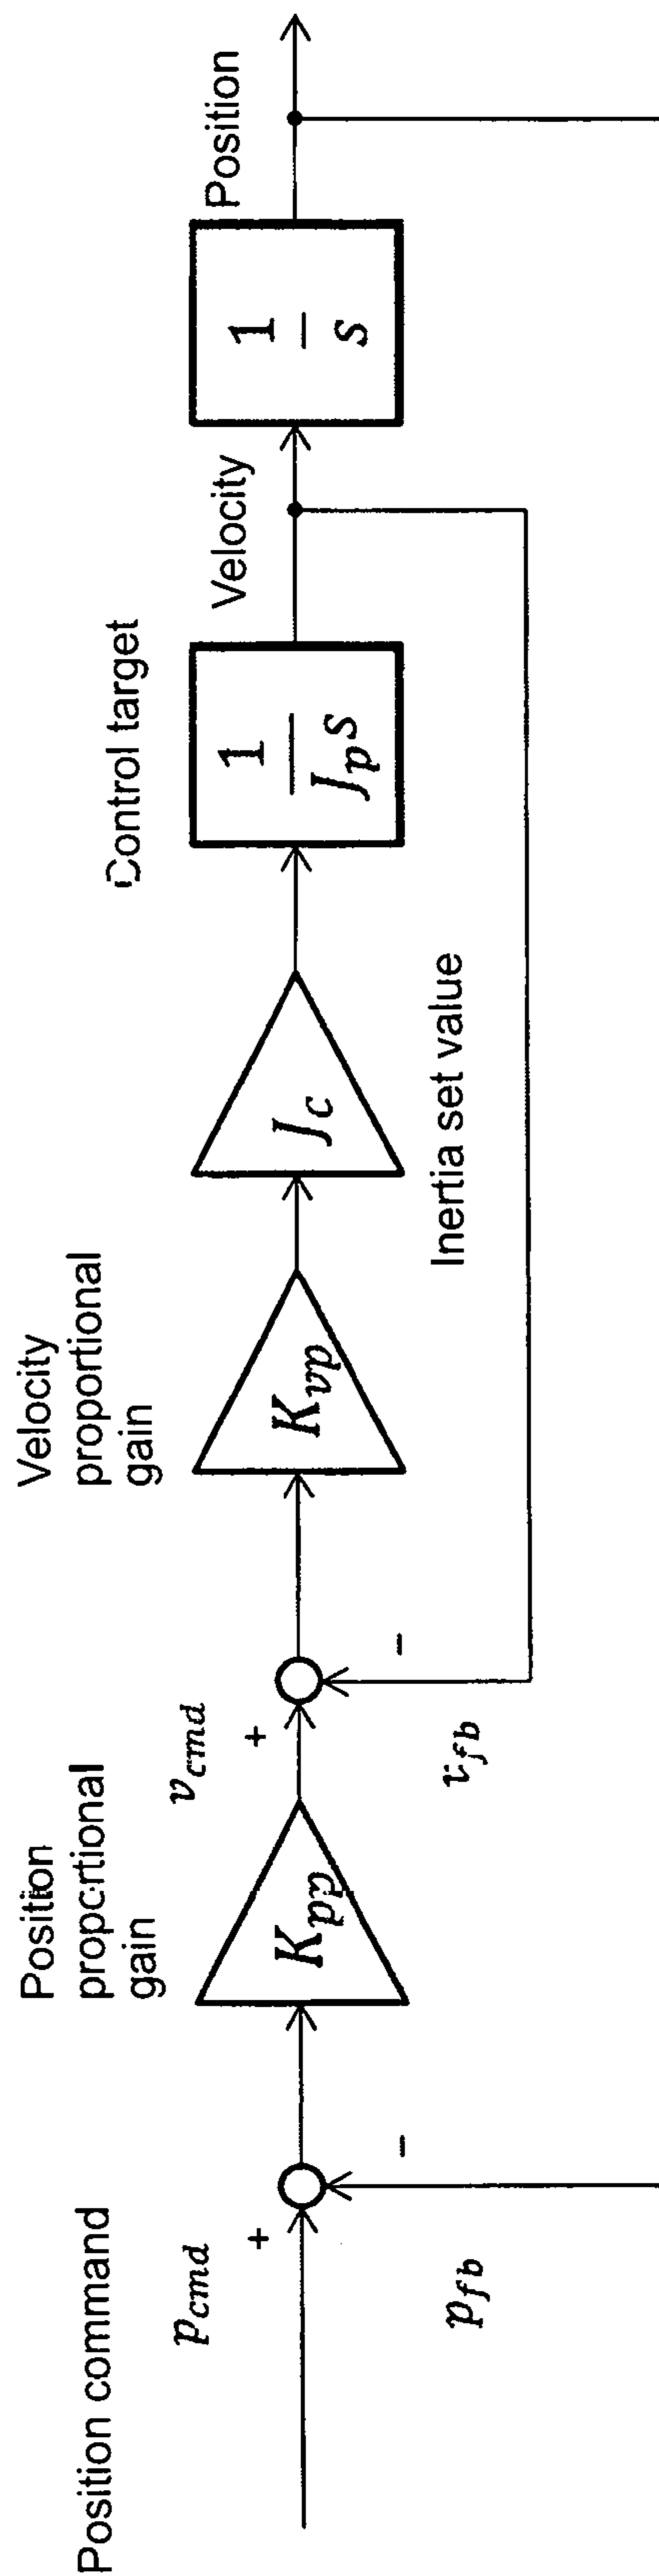 Position command
p_cmd
+
−
p_fb
Position
proportional
gain
K_pp
v_cmd
+
−
v_fb
Velocity
proportional
gain
K_vp
J_c
Inertia set value
Control target
1
J_p s
Velocity
1
s
Position